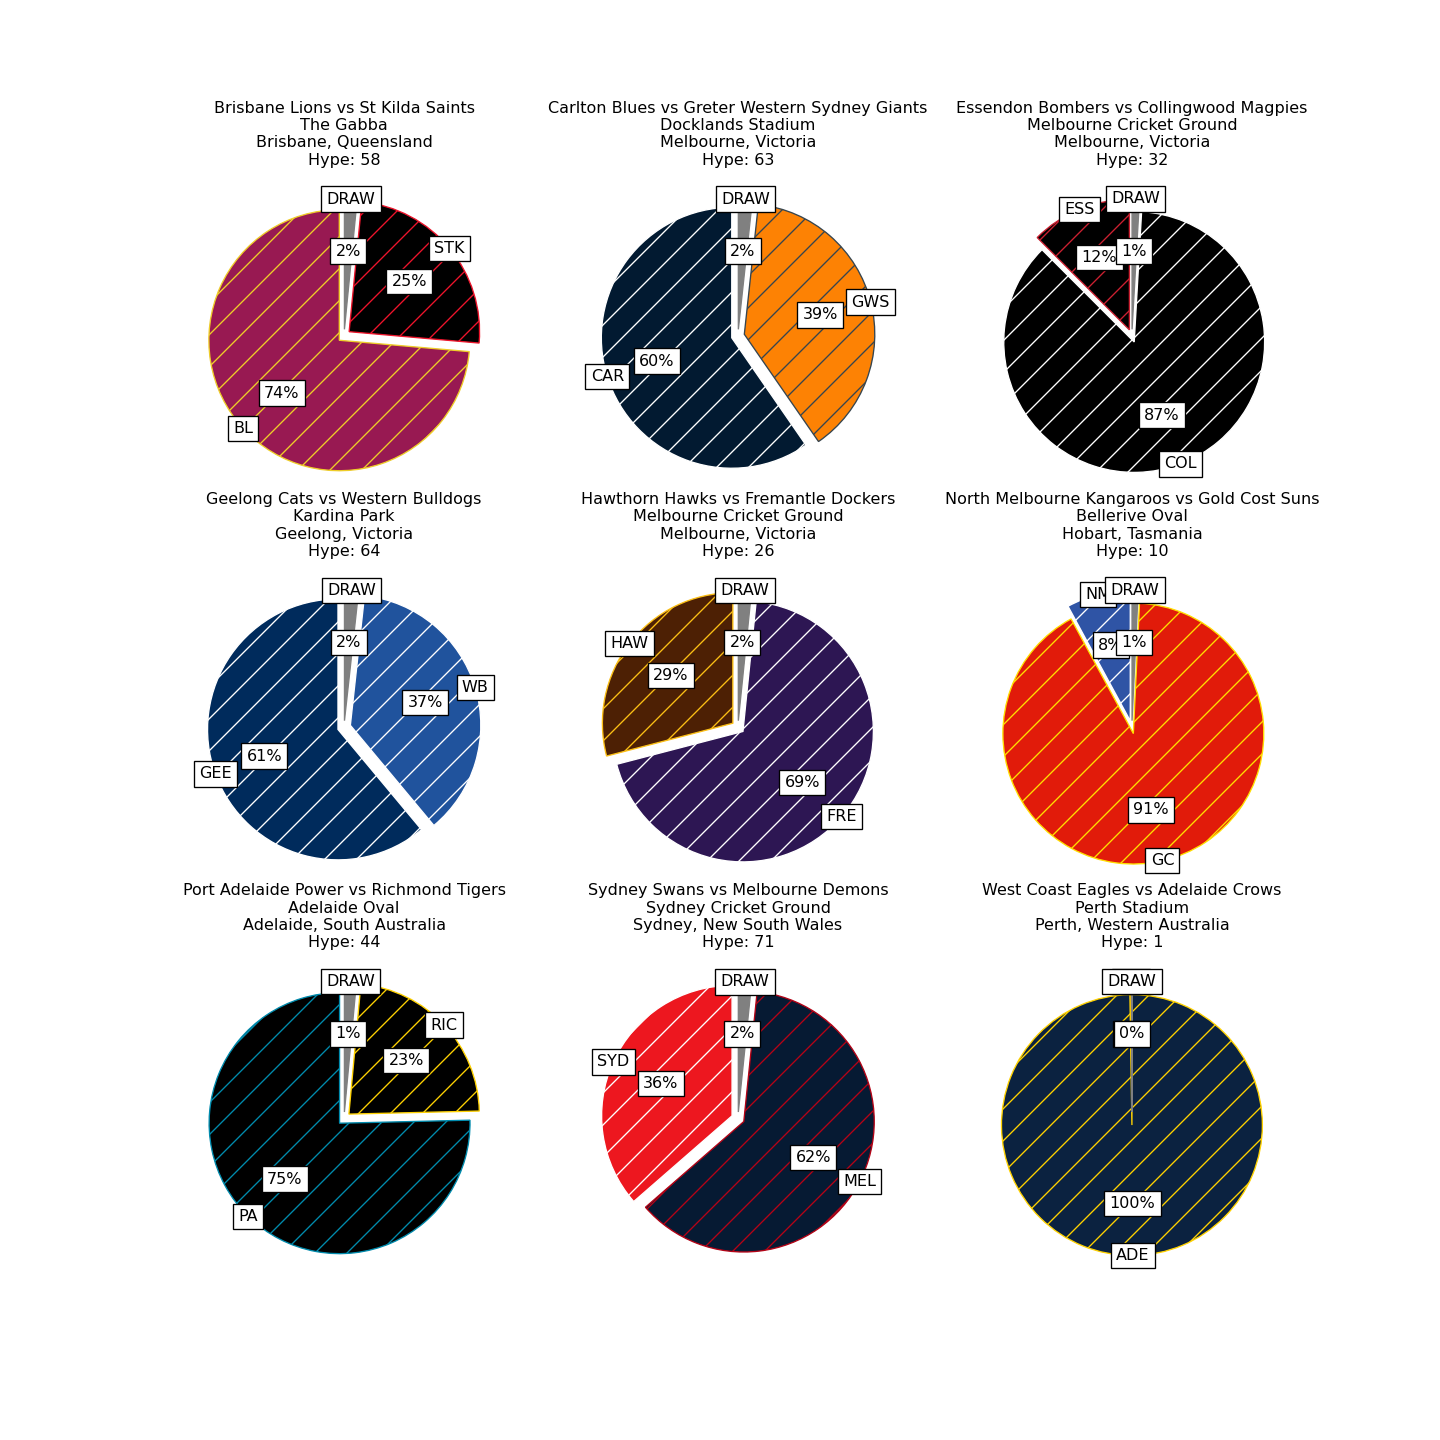 Brisbane Lions vs St Kilda Saints
The Gabba
Brisbane, Queensland
Hype: 58
DRAW
STK
2%
25%
74%
BL
Carlton Blues vs Greter Western Sydney Giants
Docklands Stadium
Melbourne, Victoria
Hype: 63
DRAW
2%
GWS
39%
60%
CAR
Essendon Bombers vs Collingwood Magpies
Melbourne Cricket Ground
Melbourne, Victoria
Hype: 32
DRAW
ESS
1%
12%
87%
COL
Geelong Cats vs Western Bulldogs
Kardina Park
Geelong, Victoria
Hype: 64
DRAW
2%
WB
37%
61%
GEE
Hawthorn Hawks vs Fremantle Dockers
Melbourne Cricket Ground
Melbourne, Victoria
Hype: 26
DRAW
HAW
2%
29%
69%
FRE
North Melbourne Kangaroos vs Gold Cost Suns
Bellerive Oval
Hobart, Tasmania
Hype: 10
DRAW
NM
1%
8%
91%
GC
Port Adelaide Power vs Richmond Tigers
Adelaide Oval
Adelaide, South Australia
Hype: 44
DRAW
RIC
1%
23%
75%
PA
Sydney Swans vs Melbourne Demons
Sydney Cricket Ground
Sydney, New South Wales
Hype: 71
DRAW
2%
SYD
36%
62%
MEL
West Coast Eagles vs Adelaide Crows
Perth Stadium
Perth, Western Australia
Hype: 1
DRAW
0%
100%
ADE